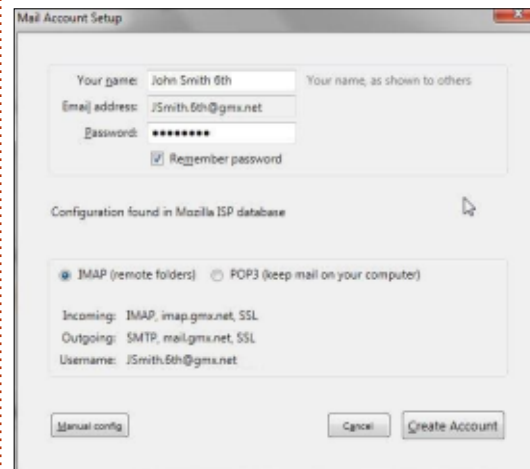 Mail Account Setup
Your name: John Smith 6th Your name, as shown to others
Email address: JSmith.6th@gmx.net
Password: ••••••••
Remember password
Configuration found in Mozilla ISP database
IMAP (remote folders) POP3 (keep mail on your computer)
Incoming: IMAP, imap.gmx.net, SSL
Outgoing: SMTP, mail.gmx.net, SSL
Username: JSmith.6th@gmx.net
Manual config Cancel Create Account